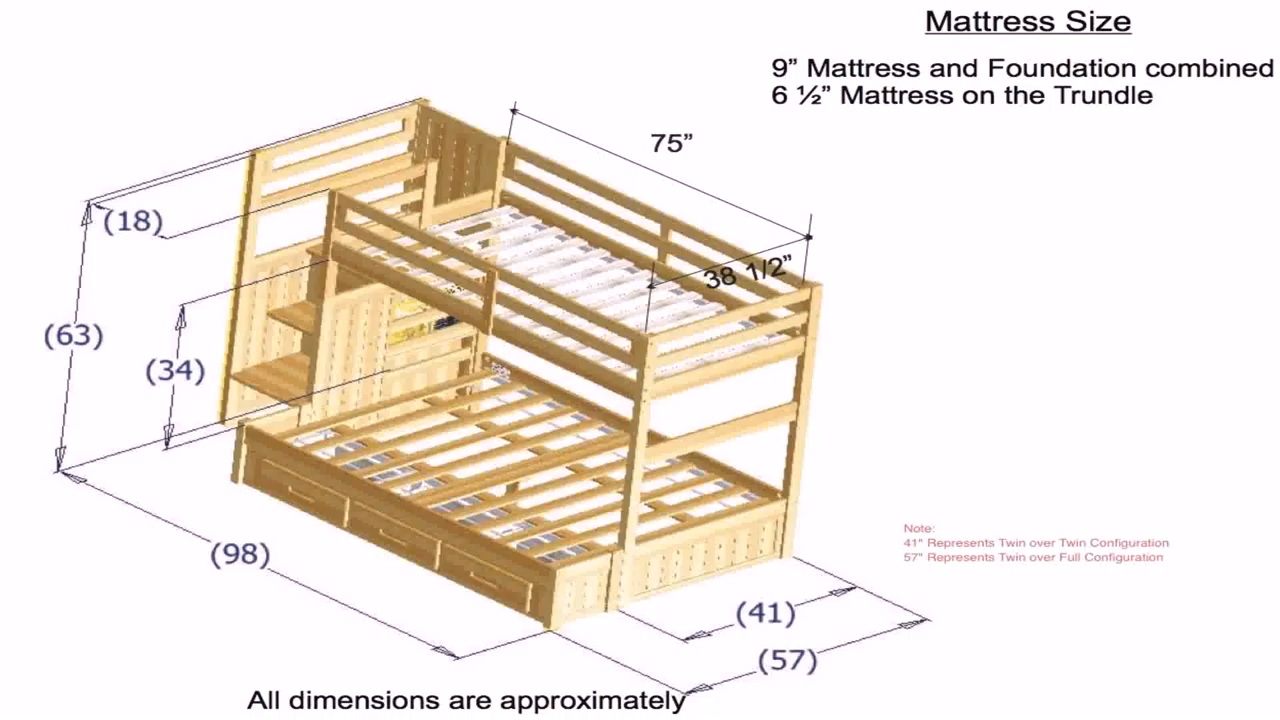 Mattress Size
9” Mattress and Foundation combined
6 ½” Mattress on the Trundle
75”
(18)
38 1/2”
(63)
(34)
Note:
41" Represents Twin over Twin Configuration
57" Represents Twin over Full Configuration
(98)
(41)
(57)
All dimensions are approximately